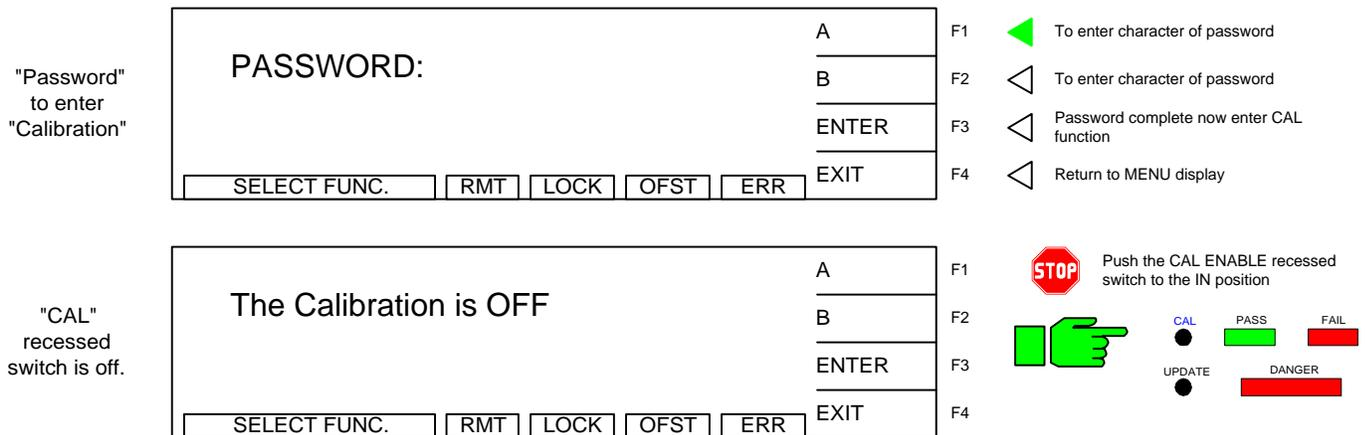 "Password"
to enter
"Calibration"
PASSWORD:
A
B
ENTER
EXIT
SELECT FUNC.
RMT
LOCK
OFST
ERR
F1
To enter character of password
F2
To enter character of password
F3
Password complete now enter CAL
function
F4
Return to MENU display
"CAL"
recessed
switch is off.
The Calibration is OFF
A
B
ENTER
EXIT
SELECT FUNC.
RMT
LOCK
OFST
ERR
F1
F2
F3
F4
STOP
Push the CAL ENABLE recessed
switch to the IN position
CAL
PASS
FAIL
UPDATE
DANGER